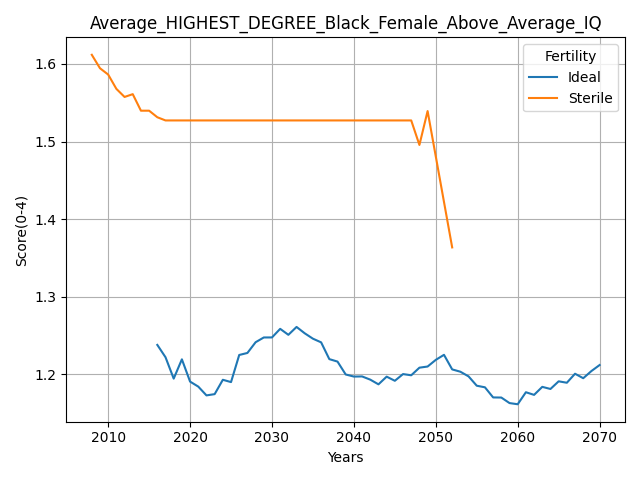 Average_HIGHEST_DEGREE_Black_Female_Above_Average_IQ
Fertility
Ideal
Sterile
Score(0-4)
1.6
1.5
1.4
1.3
1.2
2010 2020 2030 2040 2050 2060 2070
Years